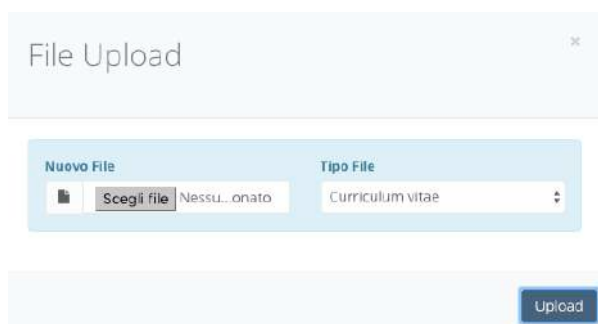 File Upload
×
Nuovo File
Tipo File
Scegli file Nessu...onato
Curriculum vitae
Upload